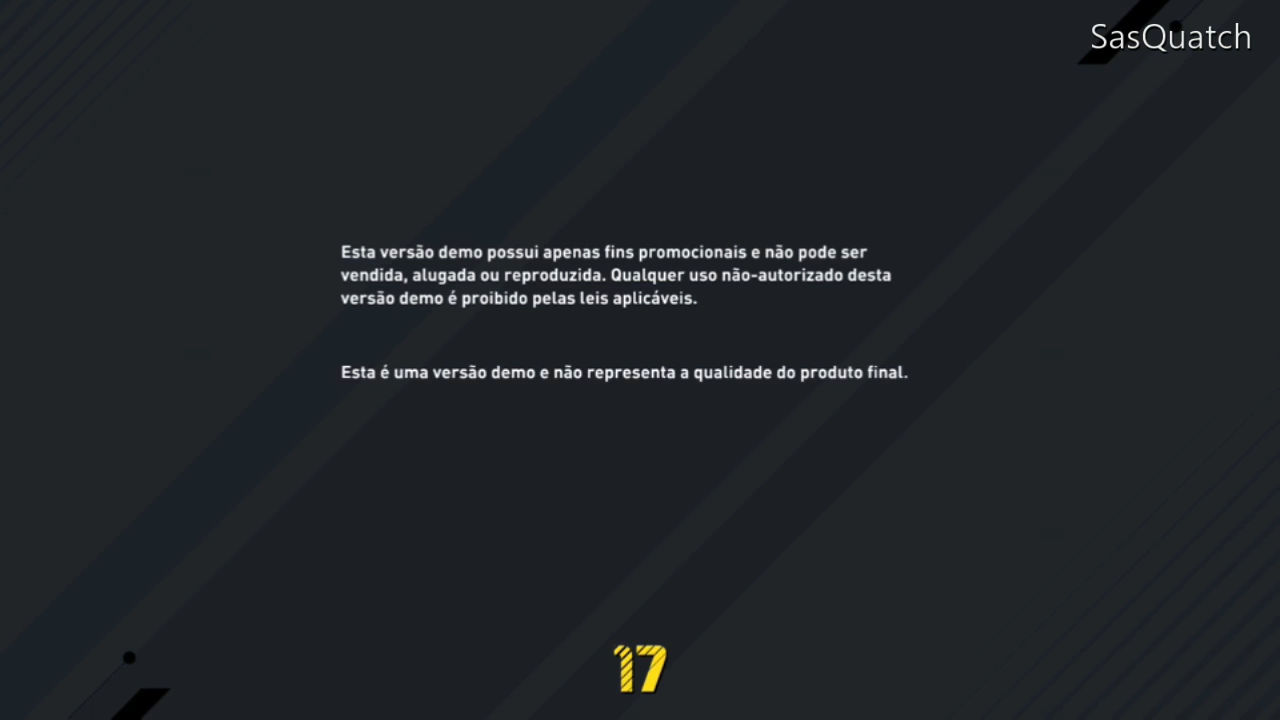 SasQuatch
Esta versão demo possui apenas fins promocionais e não pode ser
vendida, alugada ou reproduzida. Qualquer uso não-autorizado desta
versão demo é proibido pelas leis aplicáveis.
Esta é uma versão demo e não representa a qualidade do produto final.
17